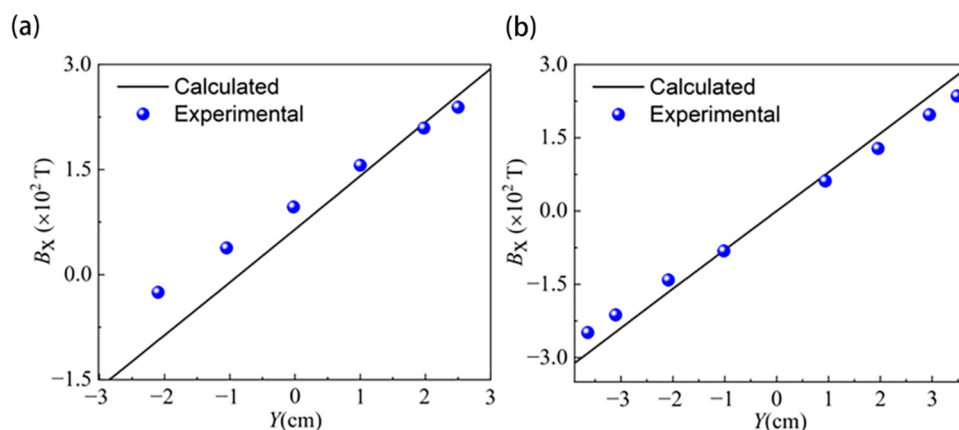 (a)
3.0
1.5
0.0
−1.5
Bx (×10² T)
Calculated
Experimental
−3 −2 −1 0 1 2 3
Y(cm)
(b)
3.0
1.5
0.0
−1.5
−3.0
Bx (×10² T)
Calculated
Experimental
−3 −2 −1 0 1 2 3
Y(cm)